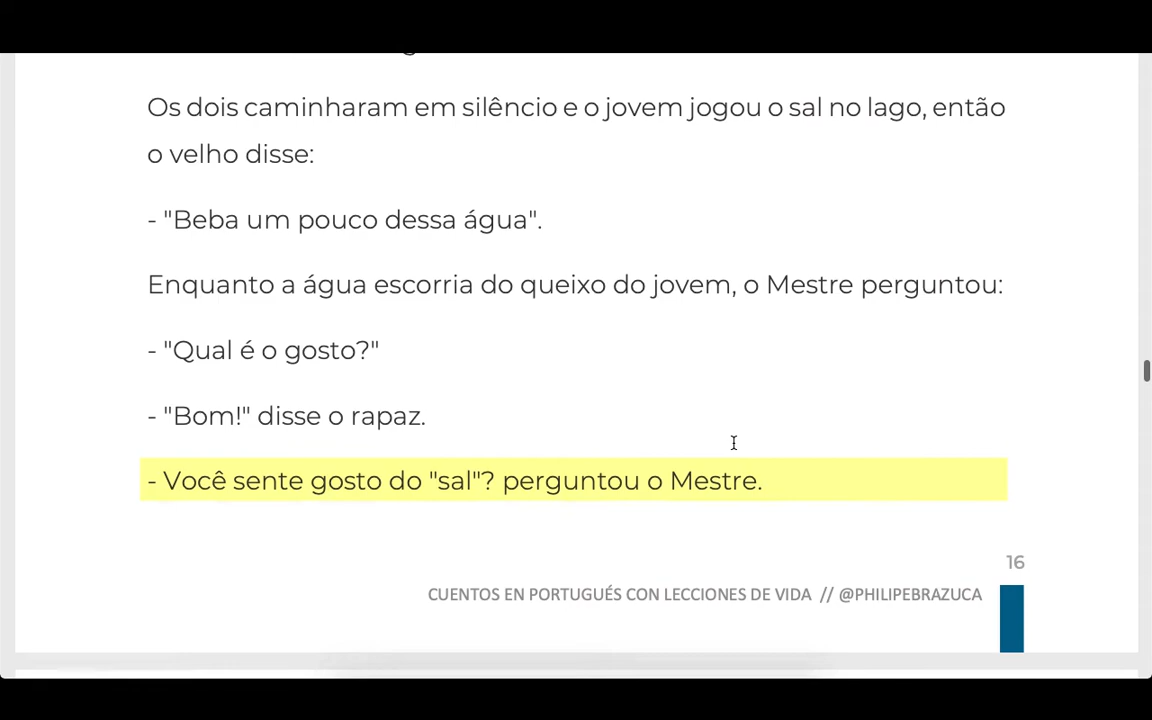 Os dois caminharam em silêncio e o jovem jogou o sal no lago, então
o velho disse:
- "Beba um pouco dessa água".
Enquanto a água escorria do queixo do jovem, o Mestre perguntou:
- "Qual é o gosto?"
- "Bom!" disse o rapaz.
- Você sente gosto do "sal"? perguntou o Mestre.
16
CUENTOS EN PORTUGUÉS CON LECCIONES DE VIDA // @PHILIPEBRAZUCA